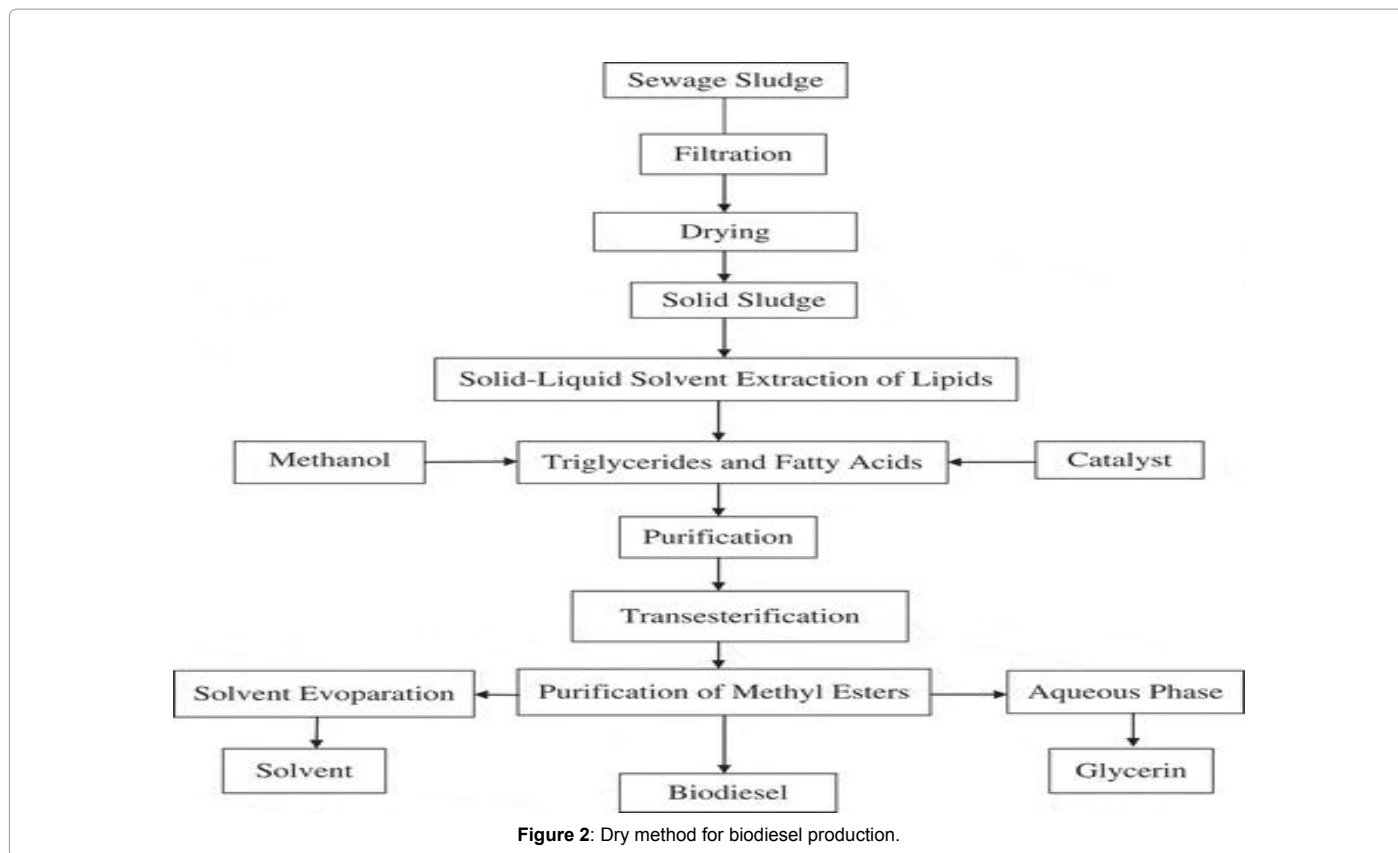 Sewage Sludge
Filtration
Drying
Solid Sludge
Solid-Liquid Solvent Extraction of Lipids
Methanol
Triglycerides and Fatty Acids
Catalyst
Purification
Transesterification
Solvent Evoparation
Purification of Methyl Esters
Aqueous Phase
Solvent
Biodiesel
Glycerin
Figure 2: Dry method for biodiesel production.